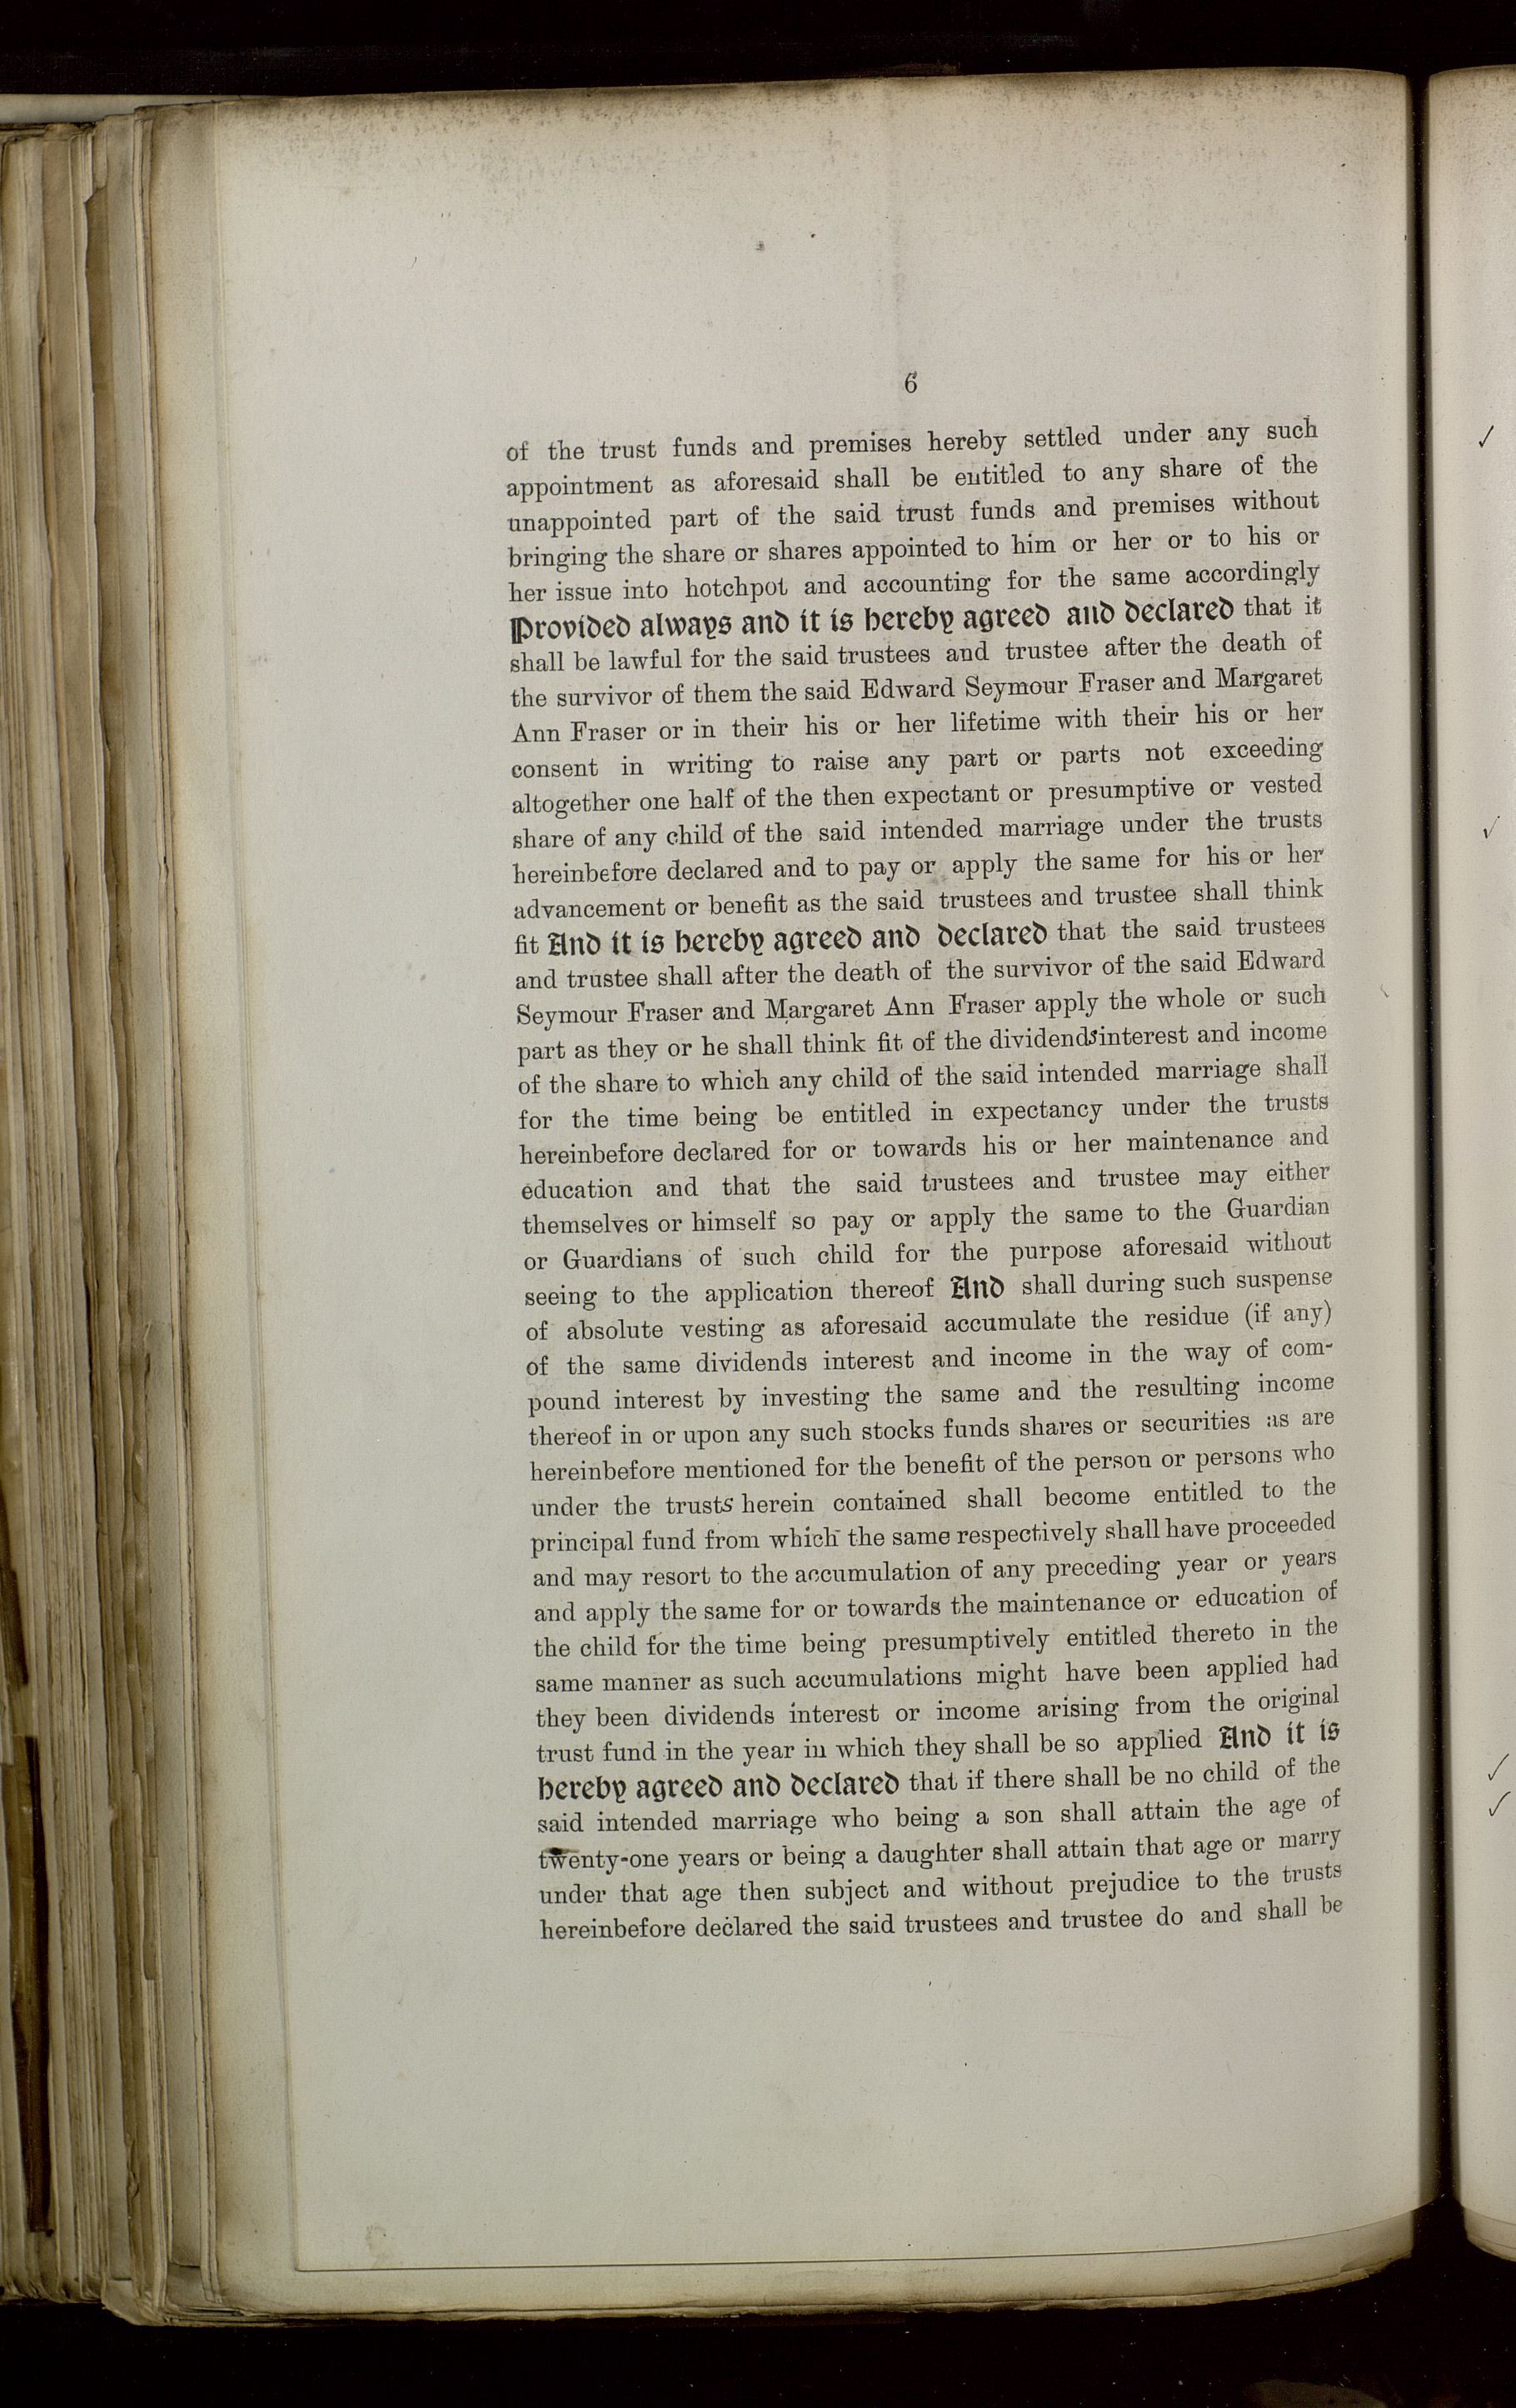 6
of the trust funds and premises hereby settled under any such
appointment as aforesaid shall be entitled to any share of the
unappointed part of the said trust funds and premises without
bringing the share or shares appointed to him or her or to his or
her issue into hotchpot and accounting for the same accordingly
Provided always and it is hereby agreed and declared that it
shall be lawful for the said trustees and trustee after the death of
the survivor of them the said Edward Seymour Fraser and Margaret
Ann Fraser or in their his or her lifetime with their his or her
consent in writing to raise any part or parts not exceeding
altogether one half of the then expectant or presumptive or vested
share of any child of the said intended marriage under the trusts
hereinbefore declared and to pay or apply the same for his or her
advancement or benefit as the said trustees and trustee shall think
fit And it is hereby agreed and declared that the said trustees
and trustee shall after the death of the survivor of the said Edward
Seymour Fraser and Margaret Ann Fraser apply the whole or such
part as they or he shall think fit of the dividends interest and income
of the share to which any child of the said intended marriage shall
for the time being be entitled in expectancy under the trusts
hereinbefore declared for or towards his or her maintenance and
education and that the said trustees and trustee may either
themselves or himself so pay or apply the same to the Guardian
or Guardians of such child for the purpose aforesaid without
seeing to the application thereof And shall during such suspense
of absolute vesting as aforesaid accumulate the residue (if any)
of the same dividends interest and income in the way of com-
pound interest by investing the same and the resulting income
thereof in or upon any such stocks funds shares or securities as are
hereinbefore mentioned for the benefit of the person or persons who
under the trusts herein contained shall become entitled to the
principal fund from which the same respectively shall have proceeded
and may resort to the accumulation of any preceding year or years
and apply the same for or towards the maintenance or education of
the child for the time being presumptively entitled thereto in the
same manner as such accumulations might have been applied had
they been dividends interest or income arising from the original
trust fund in the year in which they shall be so applied And it is
hereby agreed and declared that if there shall be no child of the
said intended marriage who being a son shall attain the age of
twenty-one years or being a daughter shall attain that age or marry
under that age then subject and without prejudice to the trusts
hereinbefore declared the said trustees and trustee do and shall be